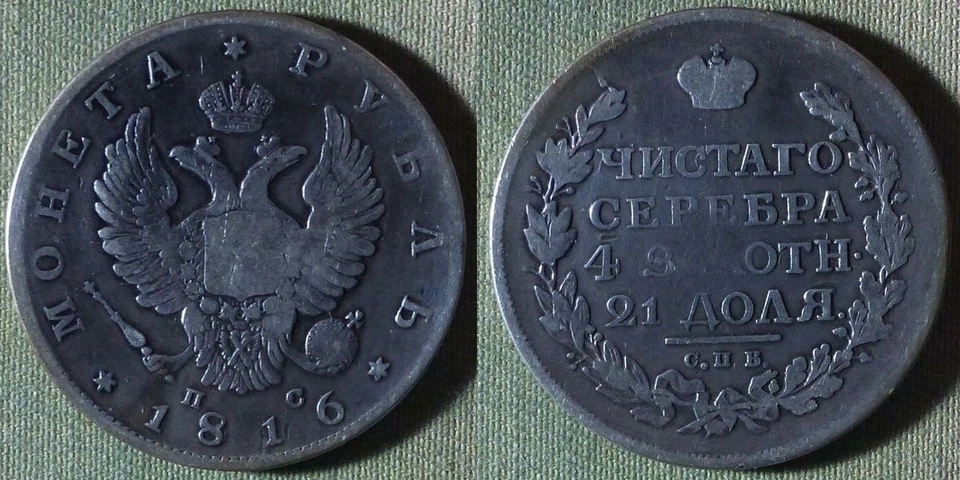 МОНЕТА * РУБЛЬ
П С
* 1816 *
ЧИСТАГО
СЕРЕБРА
4 ОТН.
21 ДОЛЯ.
С.П Б